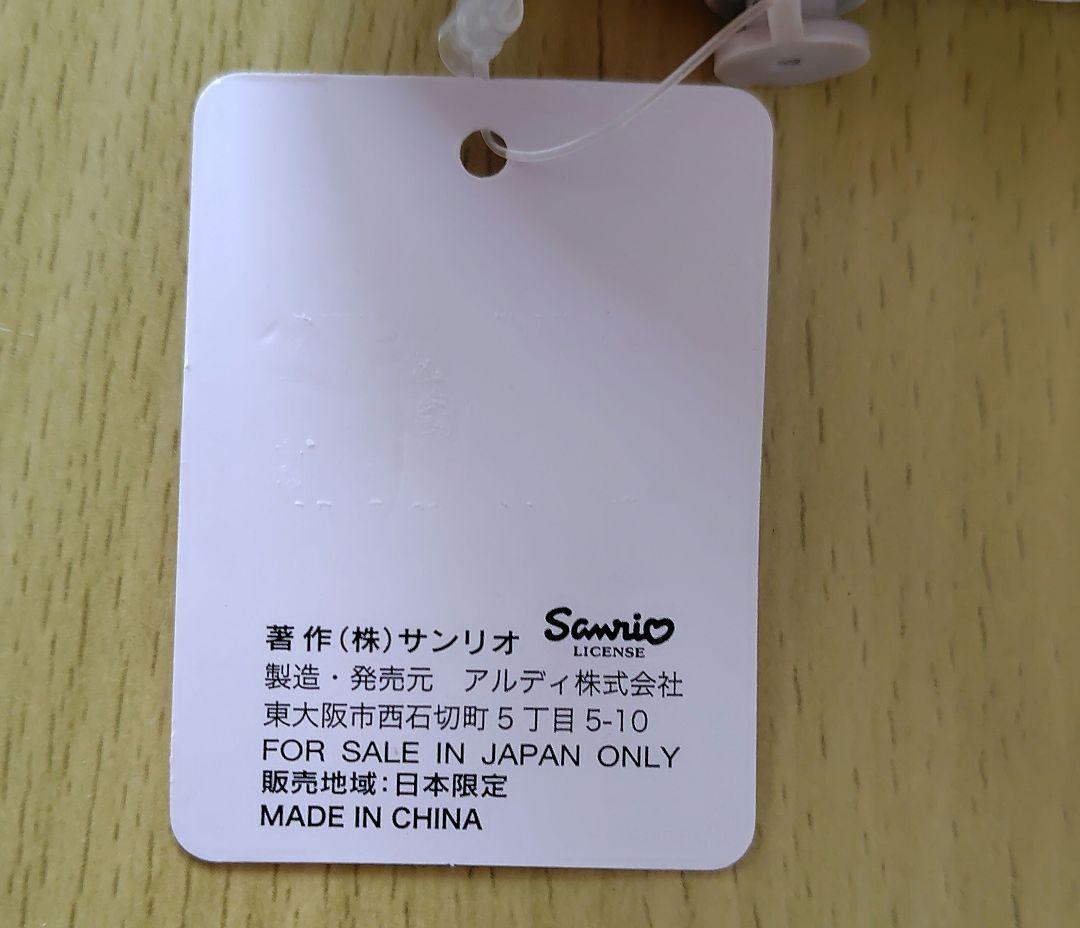 著作(株)サンリオ Sanrio
LICENSE
製造・発売元 アルディ株式会社
東大阪市西石切町5丁目5-10
FOR SALE IN JAPAN ONLY
販売地域:日本限定
MADE IN CHINA